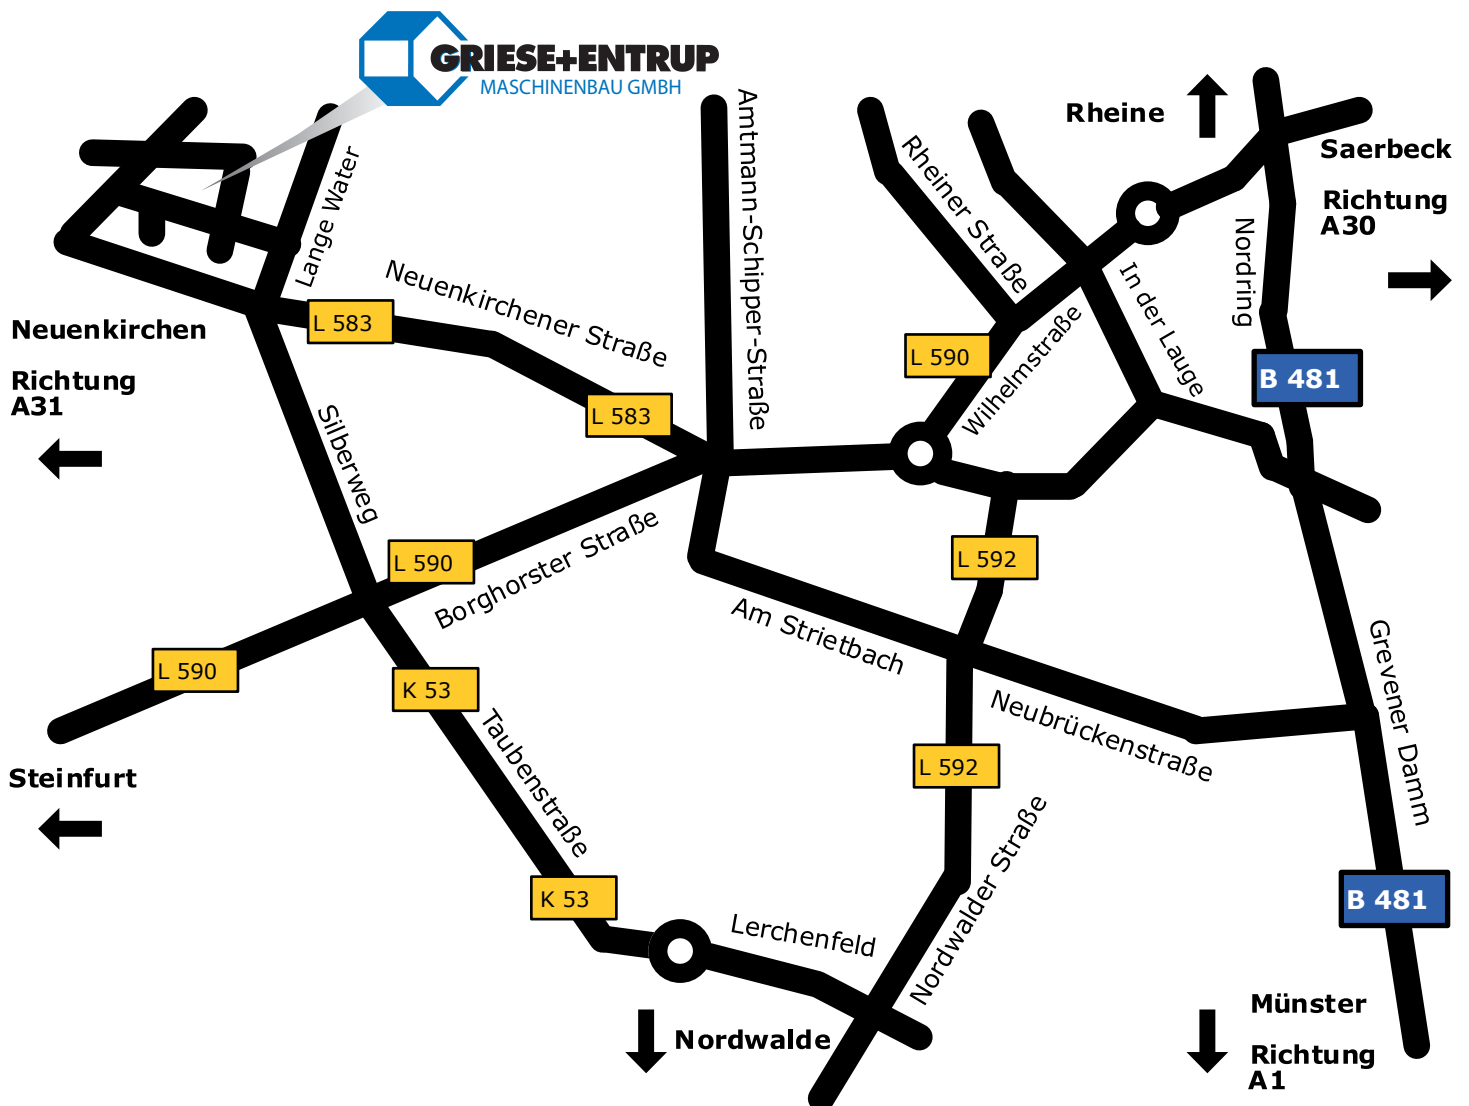 GRIESE+ENTRUP
MASCHINENBAU GMBH
Rheine
Saerbeck
Richtung
A30
Amtmann-Schipper-Straße
Rheiner Straße
Lange Water
Neuenkirchener Straße
In der Lauge
Nordring
L 583
Neuenkirchen
Richtung
A31
L 590
Wilhelmstraße
B 481
L 583
Silberweg
L 590
Borghorster Straße
L 592
Am Strietbach
L 590
K 53
Grevener Damm
Neubrückenstraße
Taubenstraße
L 592
Steinfurt
Nordwalder Straße
K 53
B 481
Lerchenfeld
Nordwalde
Münster
Richtung
A1